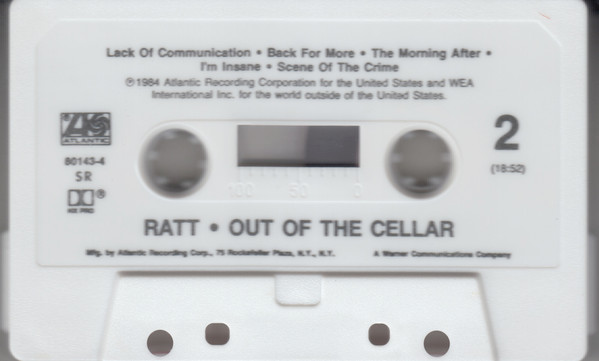 Lack Of Communication • Back For More • The Morning After •
I'm Insane • Scene Of The Crime
℗1984 Atlantic Recording Corporation for the United States and WEA
International Inc. for the world outside of the United States.
ATLANTIC
80143-4
SR
HX PRO
2
(18:52)
100 50 0
RATT • OUT OF THE CELLAR
Mfg. by Atlantic Recording Corp., 75 Rockefeller Plaza, N.Y., N.Y. A Warner Communications Company